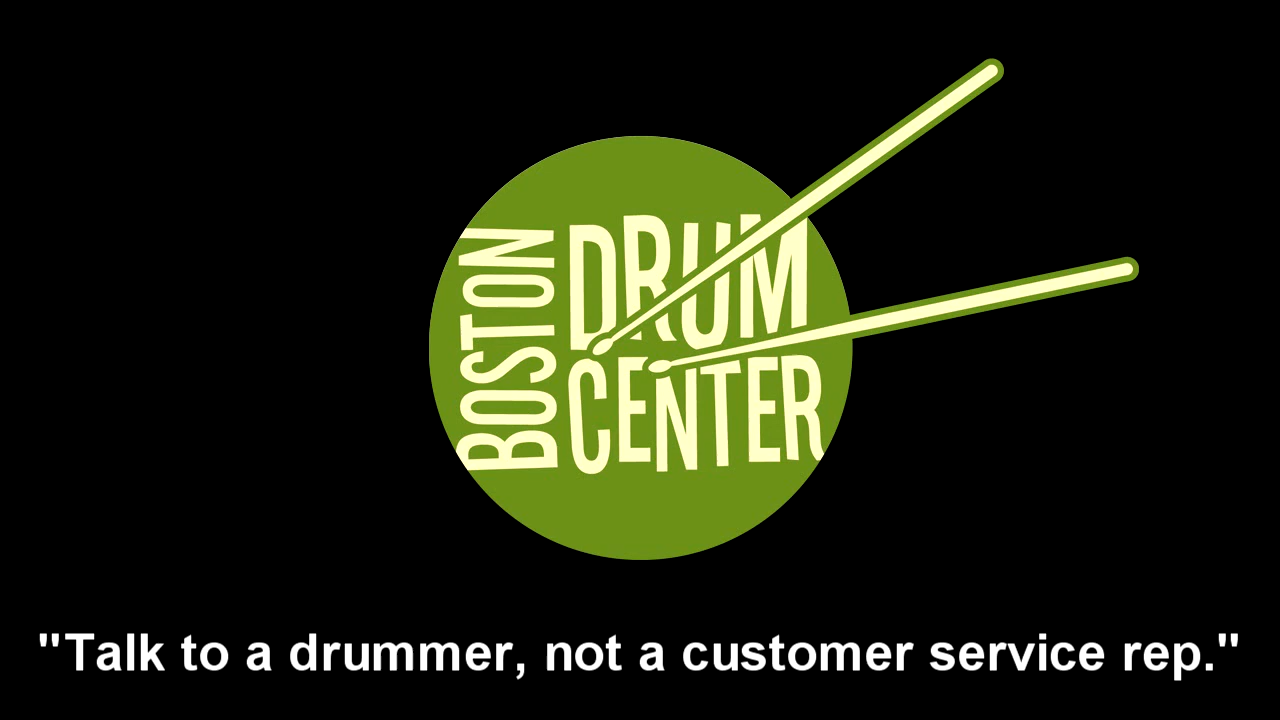 BOSTON
DRUM
CENTER
"Talk to a drummer, not a customer service rep."